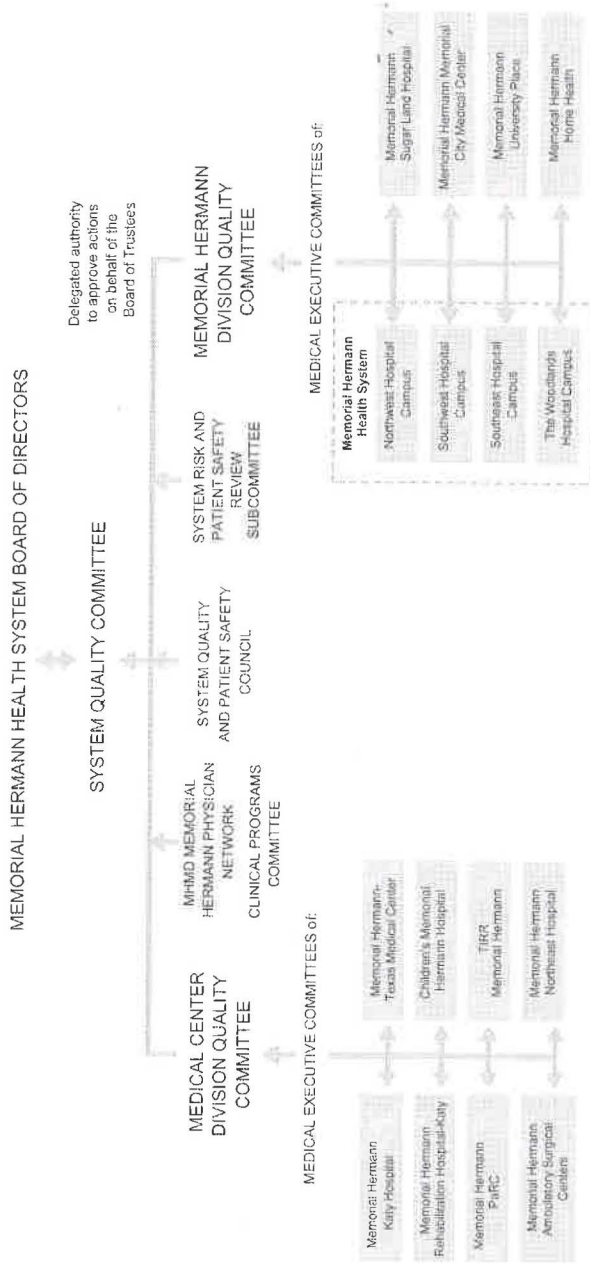 MEMORIAL HERMANN HEALTH SYSTEM BOARD OF DIRECTORS
SYSTEM QUALITY COMMITTEE
Delegated authority
to approve actions
on behalf of the
Board of Trustees
MEDICAL CENTER
DIVISION QUALITY
COMMITTEE
MHMD MEMORIAL
HERMANN PHYSICIAN
NETWORK
CLINICAL PROGRAMS
COMMITTEE
SYSTEM QUALITY
AND PATIENT SAFETY
COUNCIL
SYSTEM RISK AND
PATIENT SAFETY
REVIEW
SUBCOMMITTEE
MEMORIAL HERMANN
DIVISION QUALITY
COMMITTEE
MEDICAL EXECUTIVE COMMITTEES of:
Memorial Hermann
Katy Hospital
Memorial Hermann-
Texas Medical Center
Memorial Hermann
Rehabilitation Hospital-Katy
Children's Memorial
Hermann Hospital
Memorial Hermann
PaRC
TIRR
Memorial Hermann
Memorial Hermann
Ambulatory Surgical
Centers
Memorial Hermann
Northeast Hospital
MEDICAL EXECUTIVE COMMITTEES of:
Memorial Hermann
Health System
Northwest Hospital
Campus
Memorial Hermann
Sugar Land Hospital
Southwest Hospital
Campus
Memorial Hermann Memorial
City Medical Center
Southeast Hospital
Campus
Memorial Hermann
University Place
The Woodlands
Hospital Campus
Memorial Hermann
Home Health